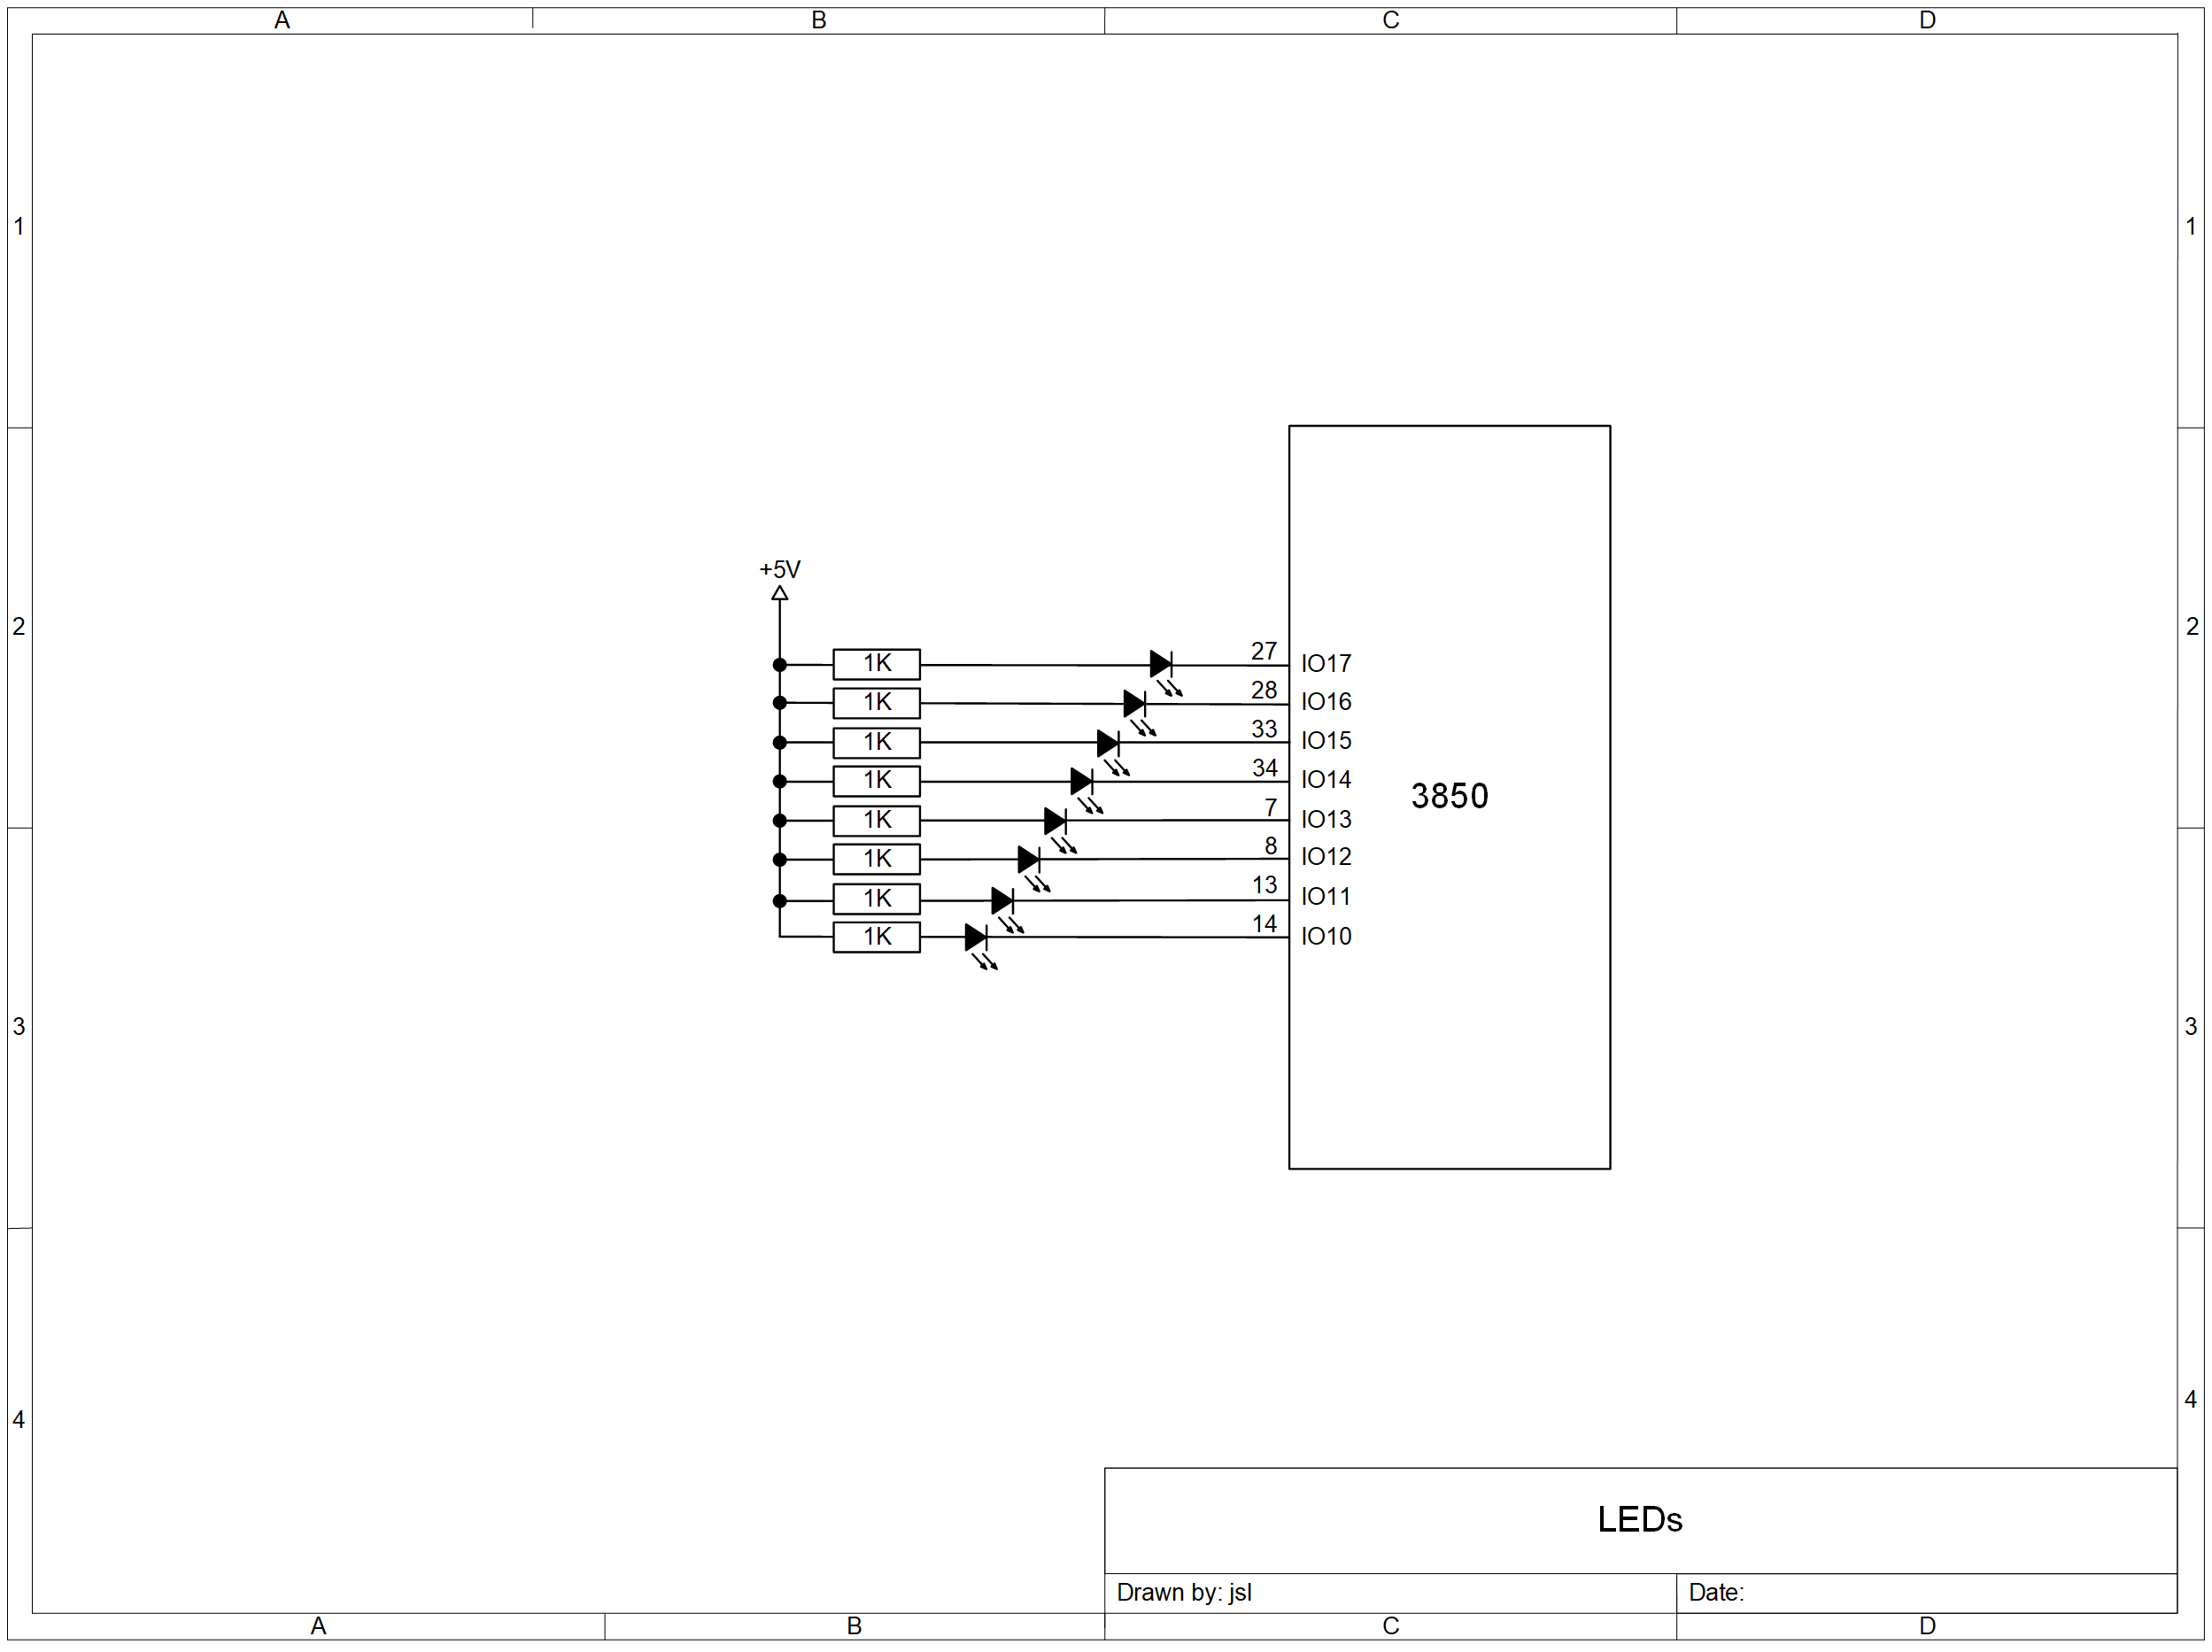 A B C D
1 1
+5V
2 2
1K 27 IO17
1K 28 IO16
1K 33 IO15
1K 34 IO14
3850
1K 7 IO13
1K 8 IO12
1K 13 IO11
1K 14 IO10
3 3
4 4
LEDs
Drawn by: jsl Date:
A B C D